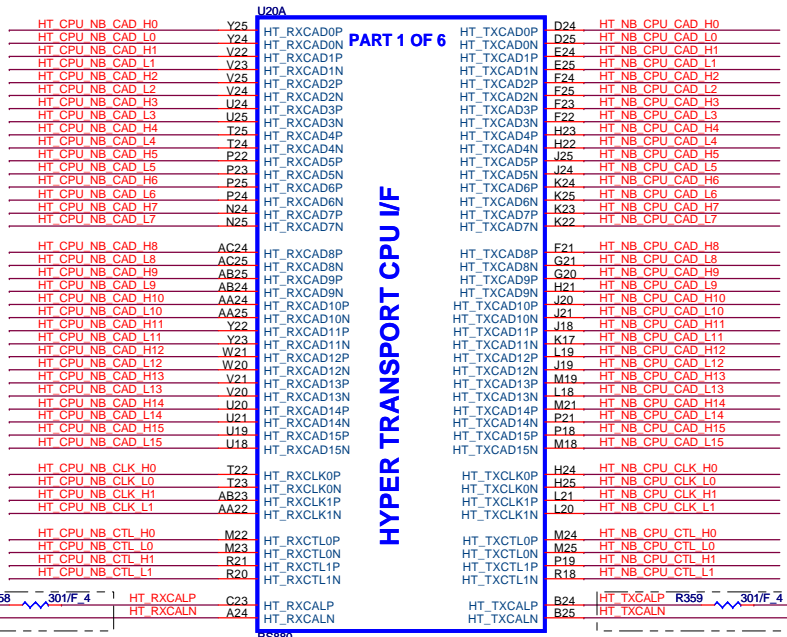 U20A
PART 1 OF 6
HYPER TRANSPORT CPU I/F
HT_CPU_NB_CAD_H0 Y25 HT_RXCAD0P HT_TXCAD0P D24 HT_NB_CPU_CAD_H0
HT_CPU_NB_CAD_L0 Y24 HT_RXCAD0N HT_TXCAD0N D25 HT_NB_CPU_CAD_L0
HT_CPU_NB_CAD_H1 V22 HT_RXCAD1P HT_TXCAD1P E24 HT_NB_CPU_CAD_H1
HT_CPU_NB_CAD_L1 V23 HT_RXCAD1N HT_TXCAD1N E25 HT_NB_CPU_CAD_L1
HT_CPU_NB_CAD_H2 V25 HT_RXCAD2P HT_TXCAD2P F24 HT_NB_CPU_CAD_H2
HT_CPU_NB_CAD_L2 V24 HT_RXCAD2N HT_TXCAD2N F25 HT_NB_CPU_CAD_L2
HT_CPU_NB_CAD_H3 U24 HT_RXCAD3P HT_TXCAD3P F23 HT_NB_CPU_CAD_H3
HT_CPU_NB_CAD_L3 U25 HT_RXCAD3N HT_TXCAD3N F22 HT_NB_CPU_CAD_L3
HT_CPU_NB_CAD_H4 T25 HT_RXCAD4P HT_TXCAD4P H23 HT_NB_CPU_CAD_H4
HT_CPU_NB_CAD_L4 T24 HT_RXCAD4N HT_TXCAD4N H22 HT_NB_CPU_CAD_L4
HT_CPU_NB_CAD_H5 P22 HT_RXCAD5P HT_TXCAD5P J25 HT_NB_CPU_CAD_H5
HT_CPU_NB_CAD_L5 P23 HT_RXCAD5N HT_TXCAD5N J24 HT_NB_CPU_CAD_L5
HT_CPU_NB_CAD_H6 P25 HT_RXCAD6P HT_TXCAD6P K24 HT_NB_CPU_CAD_H6
HT_CPU_NB_CAD_L6 P24 HT_RXCAD6N HT_TXCAD6N K25 HT_NB_CPU_CAD_L6
HT_CPU_NB_CAD_H7 N24 HT_RXCAD7P HT_TXCAD7P K23 HT_NB_CPU_CAD_H7
HT_CPU_NB_CAD_L7 N25 HT_RXCAD7N HT_TXCAD7N K22 HT_NB_CPU_CAD_L7
HT_CPU_NB_CAD_H8 AC24 HT_RXCAD8P HT_TXCAD8P F21 HT_NB_CPU_CAD_H8
HT_CPU_NB_CAD_L8 AC25 HT_RXCAD8N HT_TXCAD8N G21 HT_NB_CPU_CAD_L8
HT_CPU_NB_CAD_H9 AB25 HT_RXCAD9P HT_TXCAD9P G20 HT_NB_CPU_CAD_H9
HT_CPU_NB_CAD_L9 AB24 HT_RXCAD9N HT_TXCAD9N H21 HT_NB_CPU_CAD_L9
HT_CPU_NB_CAD_H10 AA24 HT_RXCAD10P HT_TXCAD10P J20 HT_NB_CPU_CAD_H10
HT_CPU_NB_CAD_L10 AA25 HT_RXCAD10N HT_TXCAD10N J21 HT_NB_CPU_CAD_L10
HT_CPU_NB_CAD_H11 Y22 HT_RXCAD11P HT_TXCAD11P J18 HT_NB_CPU_CAD_H11
HT_CPU_NB_CAD_L11 Y23 HT_RXCAD11N HT_TXCAD11N K17 HT_NB_CPU_CAD_L11
HT_CPU_NB_CAD_H12 W21 HT_RXCAD12P HT_TXCAD12P L19 HT_NB_CPU_CAD_H12
HT_CPU_NB_CAD_L12 W20 HT_RXCAD12N HT_TXCAD12N J19 HT_NB_CPU_CAD_L12
HT_CPU_NB_CAD_H13 V21 HT_RXCAD13P HT_TXCAD13P M19 HT_NB_CPU_CAD_H13
HT_CPU_NB_CAD_L13 V20 HT_RXCAD13N HT_TXCAD13N L18 HT_NB_CPU_CAD_L13
HT_CPU_NB_CAD_H14 U20 HT_RXCAD14P HT_TXCAD14P M21 HT_NB_CPU_CAD_H14
HT_CPU_NB_CAD_L14 U21 HT_RXCAD14N HT_TXCAD14N P21 HT_NB_CPU_CAD_L14
HT_CPU_NB_CAD_H15 U19 HT_RXCAD15P HT_TXCAD15P P18 HT_NB_CPU_CAD_H15
HT_CPU_NB_CAD_L15 U18 HT_RXCAD15N HT_TXCAD15N M18 HT_NB_CPU_CAD_L15
HT_CPU_NB_CLK_H0 T22 HT_RXCLK0P HT_TXCLK0P H24 HT_NB_CPU_CLK_H0
HT_CPU_NB_CLK_L0 T23 HT_RXCLK0N HT_TXCLK0N H25 HT_NB_CPU_CLK_L0
HT_CPU_NB_CLK_H1 AB23 HT_RXCLK1P HT_TXCLK1P L21 HT_NB_CPU_CLK_H1
HT_CPU_NB_CLK_L1 AA22 HT_RXCLK1N HT_TXCLK1N L20 HT_NB_CPU_CLK_L1
HT_CPU_NB_CTL_H0 M22 HT_RXCTL0P HT_TXCTL0P M24 HT_NB_CPU_CTL_H0
HT_CPU_NB_CTL_L0 M23 HT_RXCTL0N HT_TXCTL0N M25 HT_NB_CPU_CTL_L0
HT_CPU_NB_CTL_H1 R21 HT_RXCTL1P HT_TXCTL1P P19 HT_NB_CPU_CTL_H1
HT_CPU_NB_CTL_L1 R20 HT_RXCTL1N HT_TXCTL1N R18 HT_NB_CPU_CTL_L1
58 301/F_4 HT_RXCALP C23 HT_RXCALP HT_TXCALP B24 HT_TXCALP R359 301/F_4
HT_RXCALN A24 HT_RXCALN HT_TXCALN B25 HT_TXCALN